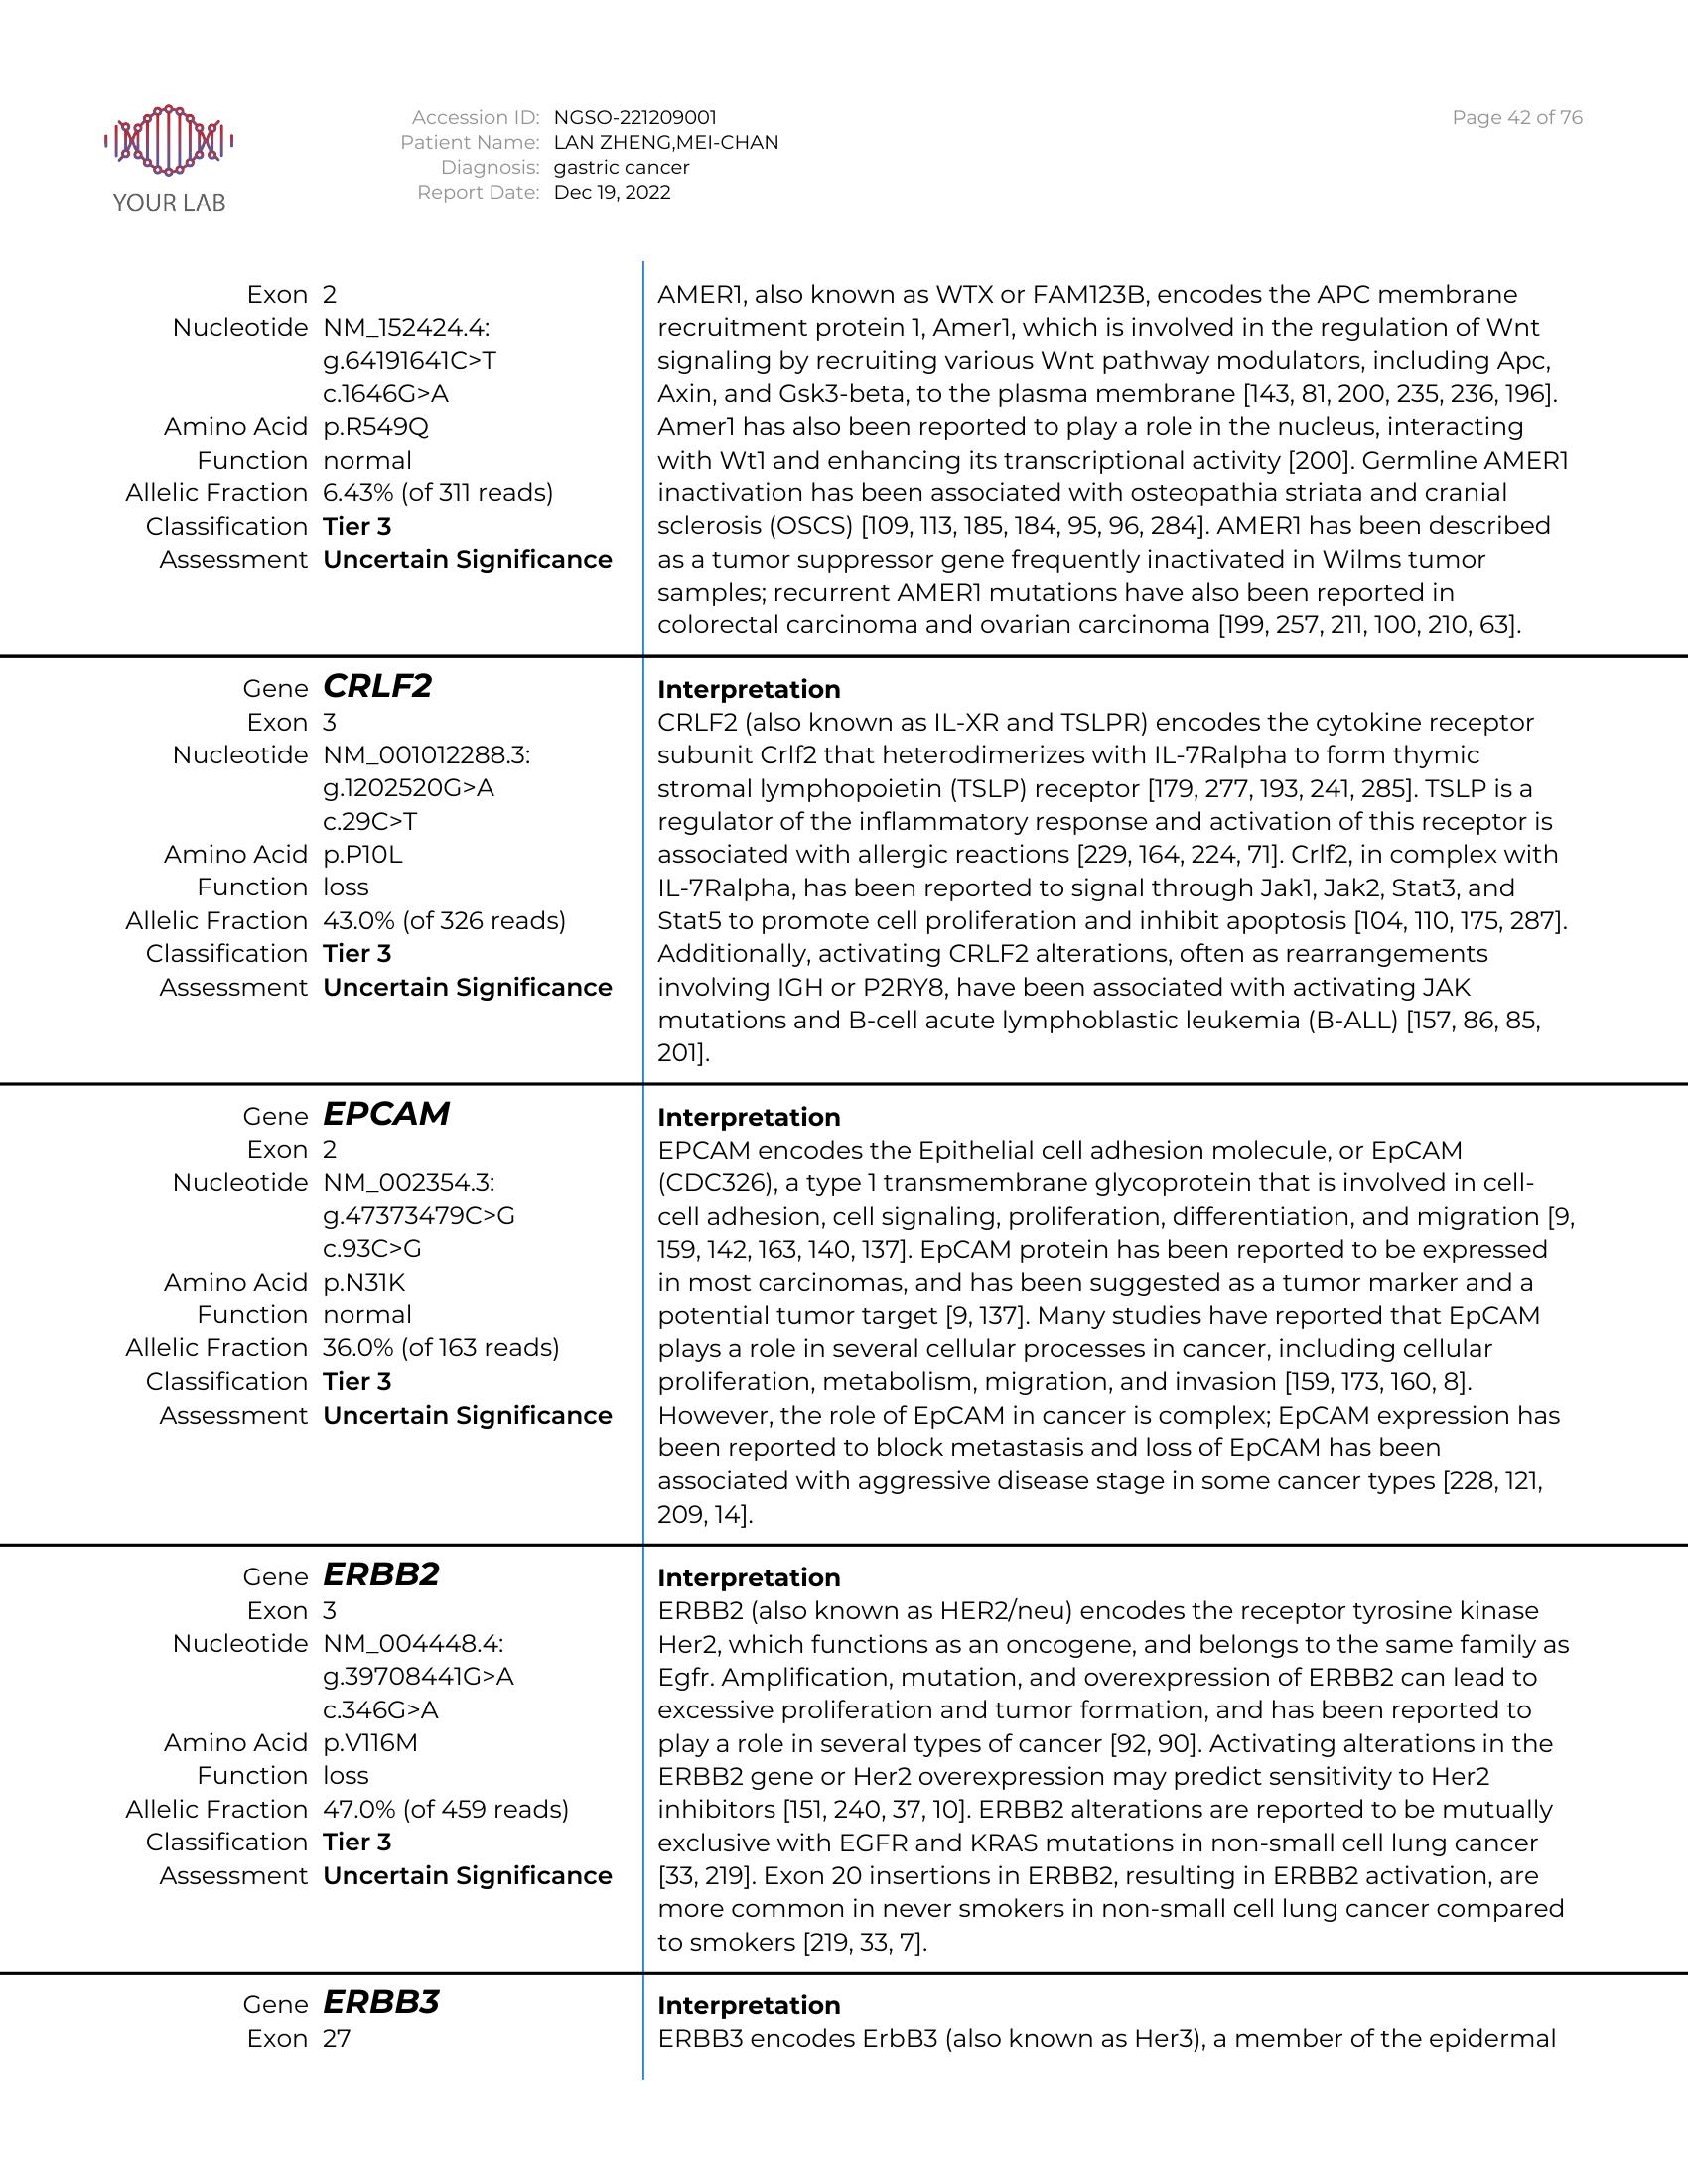 YOUR LAB
Accession ID: NGSO-221209001
Patient Name: LAN ZHENG,MEI-CHAN
Diagnosis: gastric cancer
Report Date: Dec 19, 2022
Page 42 of 76
Exon 2
Nucleotide NM_152424.4:
g.64191641C>T
c.1646G>A
Amino Acid p.R549Q
Function normal
Allelic Fraction 6.43% (of 311 reads)
Classification Tier 3
Assessment Uncertain Significance
AMER1, also known as WTX or FAM123B, encodes the APC membrane
recruitment protein 1, Amer1, which is involved in the regulation of Wnt
signaling by recruiting various Wnt pathway modulators, including Apc,
Axin, and Gsk3-beta, to the plasma membrane [143, 81, 200, 235, 236, 196].
Amer1 has also been reported to play a role in the nucleus, interacting
with Wt1 and enhancing its transcriptional activity [200]. Germline AMER1
inactivation has been associated with osteopathia striata and cranial
sclerosis (OSCS) [109, 113, 185, 184, 95, 96, 284]. AMER1 has been described
as a tumor suppressor gene frequently inactivated in Wilms tumor
samples; recurrent AMER1 mutations have also been reported in
colorectal carcinoma and ovarian carcinoma [199, 257, 211, 100, 210, 63].
Gene CRLF2
Exon 3
Nucleotide NM_001012288.3:
g.1202520G>A
c.29C>T
Amino Acid p.P10L
Function loss
Allelic Fraction 43.0% (of 326 reads)
Classification Tier 3
Assessment Uncertain Significance
Interpretation
CRLF2 (also known as IL-XR and TSLPR) encodes the cytokine receptor
subunit Crlf2 that heterodimerizes with IL-7Ralpha to form thymic
stromal lymphopoietin (TSLP) receptor [179, 277, 193, 241, 285]. TSLP is a
regulator of the inflammatory response and activation of this receptor is
associated with allergic reactions [229, 164, 224, 71]. Crlf2, in complex with
IL-7Ralpha, has been reported to signal through Jak1, Jak2, Stat3, and
Stat5 to promote cell proliferation and inhibit apoptosis [104, 110, 175, 287].
Additionally, activating CRLF2 alterations, often as rearrangements
involving IGH or P2RY8, have been associated with activating JAK
mutations and B-cell acute lymphoblastic leukemia (B-ALL) [157, 86, 85,
201].
Gene EPCAM
Exon 2
Nucleotide NM_002354.3:
g.47373479C>G
c.93C>G
Amino Acid p.N31K
Function normal
Allelic Fraction 36.0% (of 163 reads)
Classification Tier 3
Assessment Uncertain Significance
Interpretation
EPCAM encodes the Epithelial cell adhesion molecule, or EpCAM
(CDC326), a type 1 transmembrane glycoprotein that is involved in cell-
cell adhesion, cell signaling, proliferation, differentiation, and migration [9,
159, 142, 163, 140, 137]. EpCAM protein has been reported to be expressed
in most carcinomas, and has been suggested as a tumor marker and a
potential tumor target [9, 137]. Many studies have reported that EpCAM
plays a role in several cellular processes in cancer, including cellular
proliferation, metabolism, migration, and invasion [159, 173, 160, 8].
However, the role of EpCAM in cancer is complex; EpCAM expression has
been reported to block metastasis and loss of EpCAM has been
associated with aggressive disease stage in some cancer types [228, 121,
209, 14].
Gene ERBB2
Exon 3
Nucleotide NM_004448.4:
g.39708441G>A
c.346G>A
Amino Acid p.V116M
Function loss
Allelic Fraction 47.0% (of 459 reads)
Classification Tier 3
Assessment Uncertain Significance
Interpretation
ERBB2 (also known as HER2/neu) encodes the receptor tyrosine kinase
Her2, which functions as an oncogene, and belongs to the same family as
Egfr. Amplification, mutation, and overexpression of ERBB2 can lead to
excessive proliferation and tumor formation, and has been reported to
play a role in several types of cancer [92, 90]. Activating alterations in the
ERBB2 gene or Her2 overexpression may predict sensitivity to Her2
inhibitors [151, 240, 37, 10]. ERBB2 alterations are reported to be mutually
exclusive with EGFR and KRAS mutations in non-small cell lung cancer
[33, 219]. Exon 20 insertions in ERBB2, resulting in ERBB2 activation, are
more common in never smokers in non-small cell lung cancer compared
to smokers [219, 33, 7].
Gene ERBB3
Exon 27
Interpretation
ERBB3 encodes ErbB3 (also known as Her3), a member of the epidermal